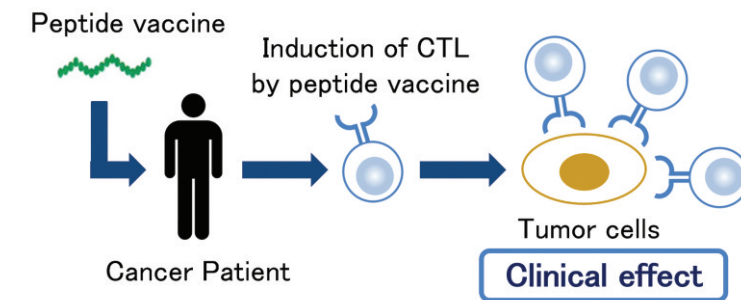 Peptide vaccine
Induction of CTL
by peptide vaccine
Cancer Patient
Tumor cells
Clinical effect